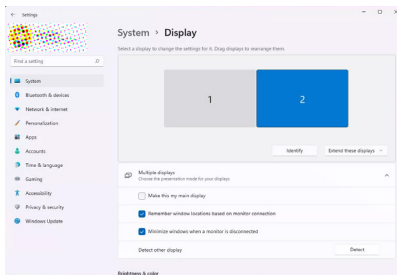 Settings
System > Display
Select a display to change the settings for it. Drag displays to rearrange them.
Find a setting
System
Bluetooth & devices
Network & internet
Personalization
Apps
Accounts
Time & language
Gaming
Accessibility
Privacy & security
Windows Update
1
2
Identify
Extend these displays
Multiple displays
Choose the presentation mode for your displays
Make this my main display
Remember window locations based on monitor connection
Minimize windows when a monitor is disconnected
Detect other display
Detect
Brightness & color